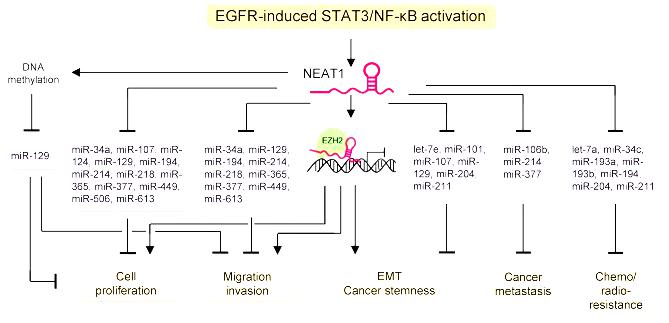 EGFR-induced STAT3/NF-κB activation
DNA
methylation
NEAT1
EZH2
miR-129
miR-34a, miR-107, miR-
124, miR-129, miR-194,
miR-214, miR-218, miR-
365, miR-377, miR-449,
miR-506, miR-613
miR-34a, miR-129,
miR-194, miR-214,
miR-218, miR-365,
miR-377, miR-449,
miR-613
let-7e, miR-101,
miR-107, miR-
129, miR-204
miR-211
miR-106b,
miR-214
miR-377
let-7a, miR-34c,
miR-193a, miR-
193b, miR-194,
miR-204, miR-211
Cell
proliferation
Migration
invasion
EMT
Cancer stemness
Cancer
metastasis
Chemo/
radio-
resistance